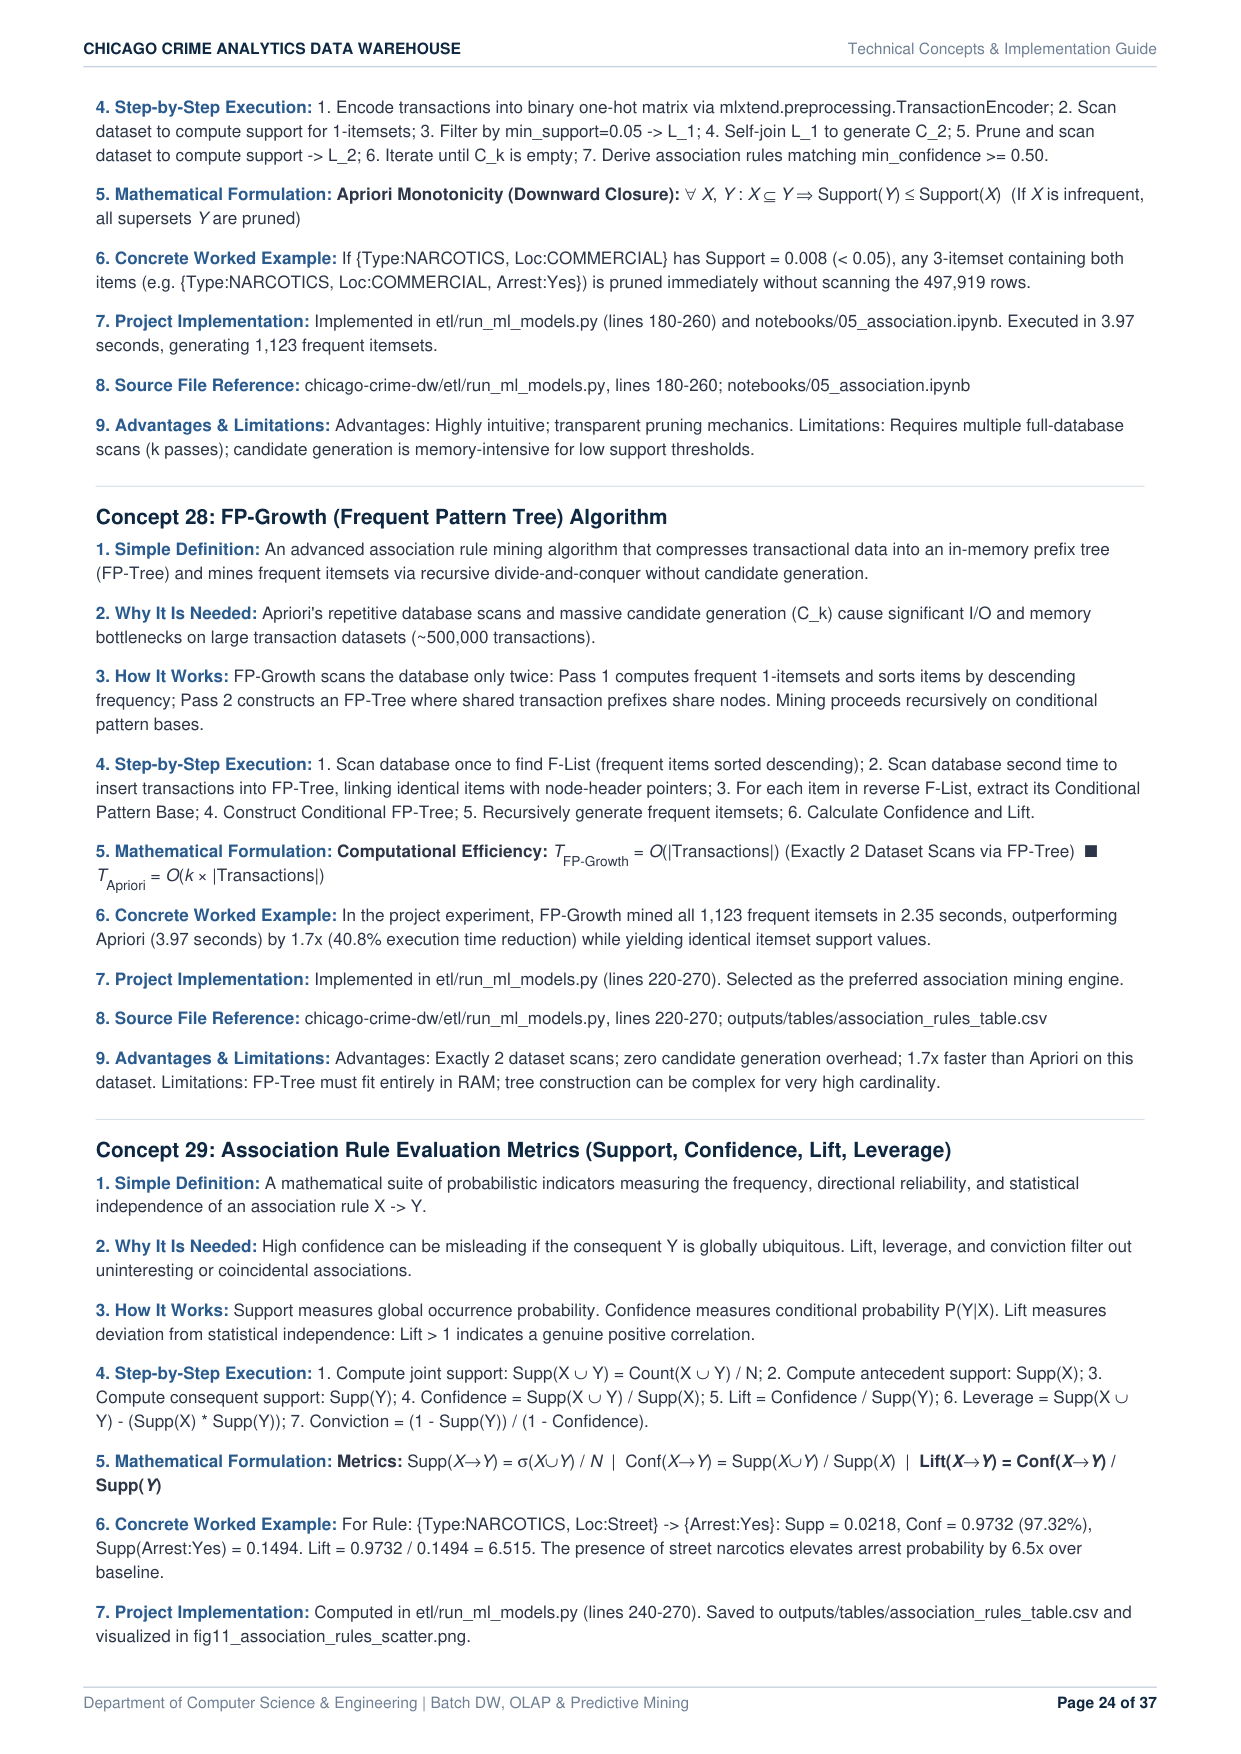 CHICAGO CRIME ANALYTICS DATA WAREHOUSE
Technical Concepts & Implementation Guide
4. Step-by-Step Execution: 1. Encode transactions into binary one-hot matrix via mlxtend.preprocessing.TransactionEncoder; 2. Scan
dataset to compute support for 1-itemsets; 3. Filter by min_support=0.05 -> L_1; 4. Self-join L_1 to generate C_2; 5. Prune and scan
dataset to compute support -> L_2; 6. Iterate until C_k is empty; 7. Derive association rules matching min_confidence >= 0.50.
5. Mathematical Formulation: Apriori Monotonicity (Downward Closure): ∀ X, Y : X ⊆ Y ⇒ Support(Y) ≤ Support(X) (If X is infrequent,
all supersets Y are pruned)
6. Concrete Worked Example: If {Type:NARCOTICS, Loc:COMMERCIAL} has Support = 0.008 (< 0.05), any 3-itemset containing both
items (e.g. {Type:NARCOTICS, Loc:COMMERCIAL, Arrest:Yes}) is pruned immediately without scanning the 497,919 rows.
7. Project Implementation: Implemented in etl/run_ml_models.py (lines 180-260) and notebooks/05_association.ipynb. Executed in 3.97
seconds, generating 1,123 frequent itemsets.
8. Source File Reference: chicago-crime-dw/etl/run_ml_models.py, lines 180-260; notebooks/05_association.ipynb
9. Advantages & Limitations: Advantages: Highly intuitive; transparent pruning mechanics. Limitations: Requires multiple full-database
scans (k passes); candidate generation is memory-intensive for low support thresholds.
Concept 28: FP-Growth (Frequent Pattern Tree) Algorithm
1. Simple Definition: An advanced association rule mining algorithm that compresses transactional data into an in-memory prefix tree
(FP-Tree) and mines frequent itemsets via recursive divide-and-conquer without candidate generation.
2. Why It Is Needed: Apriori's repetitive database scans and massive candidate generation (C_k) cause significant I/O and memory
bottlenecks on large transaction datasets (~500,000 transactions).
3. How It Works: FP-Growth scans the database only twice: Pass 1 computes frequent 1-itemsets and sorts items by descending
frequency; Pass 2 constructs an FP-Tree where shared transaction prefixes share nodes. Mining proceeds recursively on conditional
pattern bases.
4. Step-by-Step Execution: 1. Scan database once to find F-List (frequent items sorted descending); 2. Scan database second time to
insert transactions into FP-Tree, linking identical items with node-header pointers; 3. For each item in reverse F-List, extract its Conditional
Pattern Base; 4. Construct Conditional FP-Tree; 5. Recursively generate frequent itemsets; 6. Calculate Confidence and Lift.
5. Mathematical Formulation: Computational Efficiency: T_FP-Growth = O(|Transactions|) (Exactly 2 Dataset Scans via FP-Tree) ■
T_Apriori = O(k × |Transactions|)
6. Concrete Worked Example: In the project experiment, FP-Growth mined all 1,123 frequent itemsets in 2.35 seconds, outperforming
Apriori (3.97 seconds) by 1.7x (40.8% execution time reduction) while yielding identical itemset support values.
7. Project Implementation: Implemented in etl/run_ml_models.py (lines 220-270). Selected as the preferred association mining engine.
8. Source File Reference: chicago-crime-dw/etl/run_ml_models.py, lines 220-270; outputs/tables/association_rules_table.csv
9. Advantages & Limitations: Advantages: Exactly 2 dataset scans; zero candidate generation overhead; 1.7x faster than Apriori on this
dataset. Limitations: FP-Tree must fit entirely in RAM; tree construction can be complex for very high cardinality.
Concept 29: Association Rule Evaluation Metrics (Support, Confidence, Lift, Leverage)
1. Simple Definition: A mathematical suite of probabilistic indicators measuring the frequency, directional reliability, and statistical
independence of an association rule X -> Y.
2. Why It Is Needed: High confidence can be misleading if the consequent Y is globally ubiquitous. Lift, leverage, and conviction filter out
uninteresting or coincidental associations.
3. How It Works: Support measures global occurrence probability. Confidence measures conditional probability P(Y|X). Lift measures
deviation from statistical independence: Lift > 1 indicates a genuine positive correlation.
4. Step-by-Step Execution: 1. Compute joint support: Supp(X ∪ Y) = Count(X ∪ Y) / N; 2. Compute antecedent support: Supp(X); 3.
Compute consequent support: Supp(Y); 4. Confidence = Supp(X ∪ Y) / Supp(X); 5. Lift = Confidence / Supp(Y); 6. Leverage = Supp(X ∪
Y) - (Supp(X) * Supp(Y)); 7. Conviction = (1 - Supp(Y)) / (1 - Confidence).
5. Mathematical Formulation: Metrics: Supp(X→Y) = σ(X∪Y) / N | Conf(X→Y) = Supp(X∪Y) / Supp(X) | Lift(X→Y) = Conf(X→Y) /
Supp(Y)
6. Concrete Worked Example: For Rule: {Type:NARCOTICS, Loc:Street} -> {Arrest:Yes}: Supp = 0.0218, Conf = 0.9732 (97.32%),
Supp(Arrest:Yes) = 0.1494. Lift = 0.9732 / 0.1494 = 6.515. The presence of street narcotics elevates arrest probability by 6.5x over
baseline.
7. Project Implementation: Computed in etl/run_ml_models.py (lines 240-270). Saved to outputs/tables/association_rules_table.csv and
visualized in fig11_association_rules_scatter.png.
Department of Computer Science & Engineering | Batch DW, OLAP & Predictive Mining
Page 24 of 37